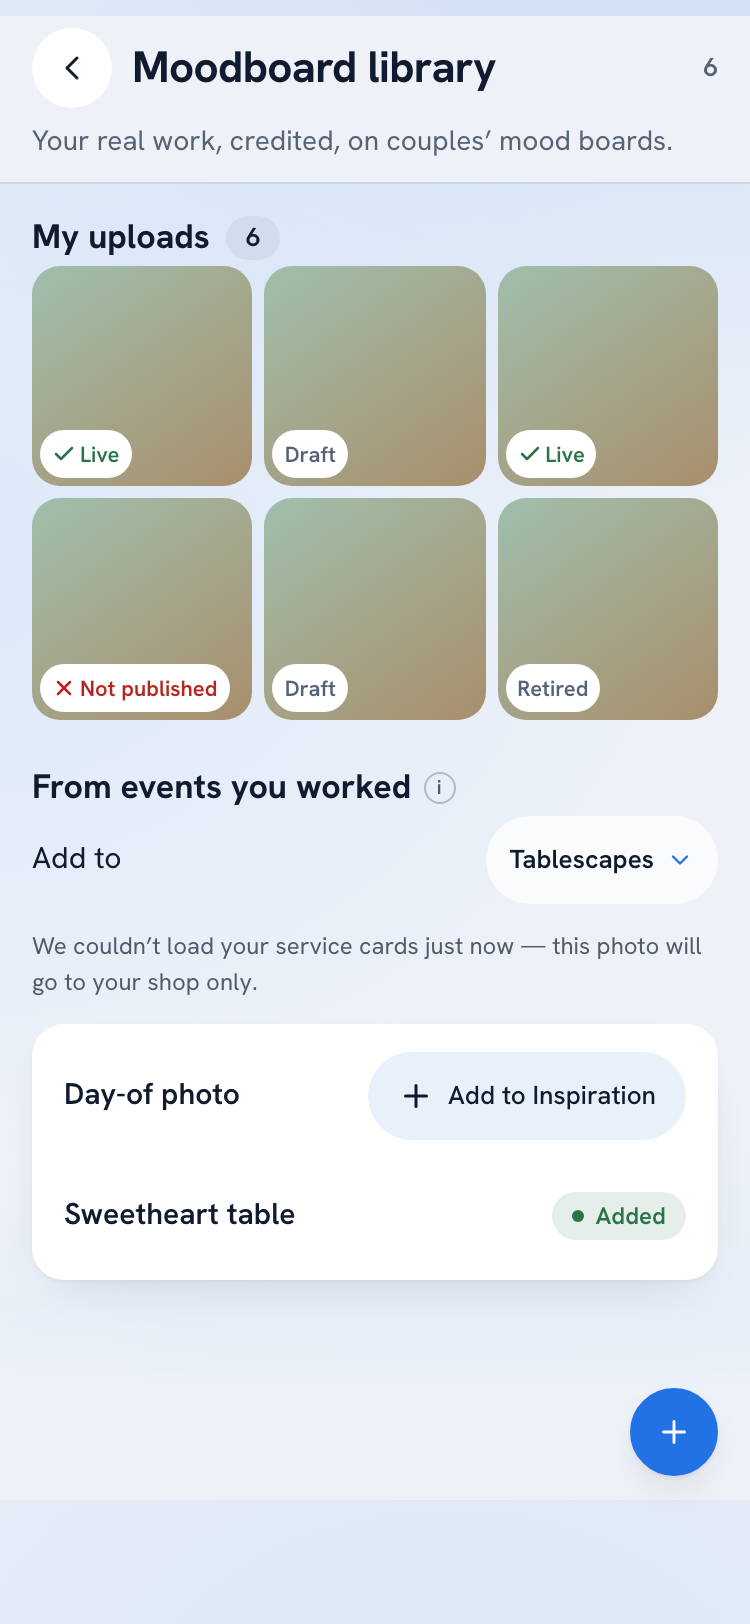 Moodboard library
6
Your real work, credited, on couples’ mood boards.
My uploads 6
Live
Draft
Live
Not published
Draft
Retired
From events you worked i
Add to
Tablescapes
We couldn’t load your service cards just now — this photo will
go to your shop only.
Day-of photo
Add to Inspiration
Sweetheart table
Added